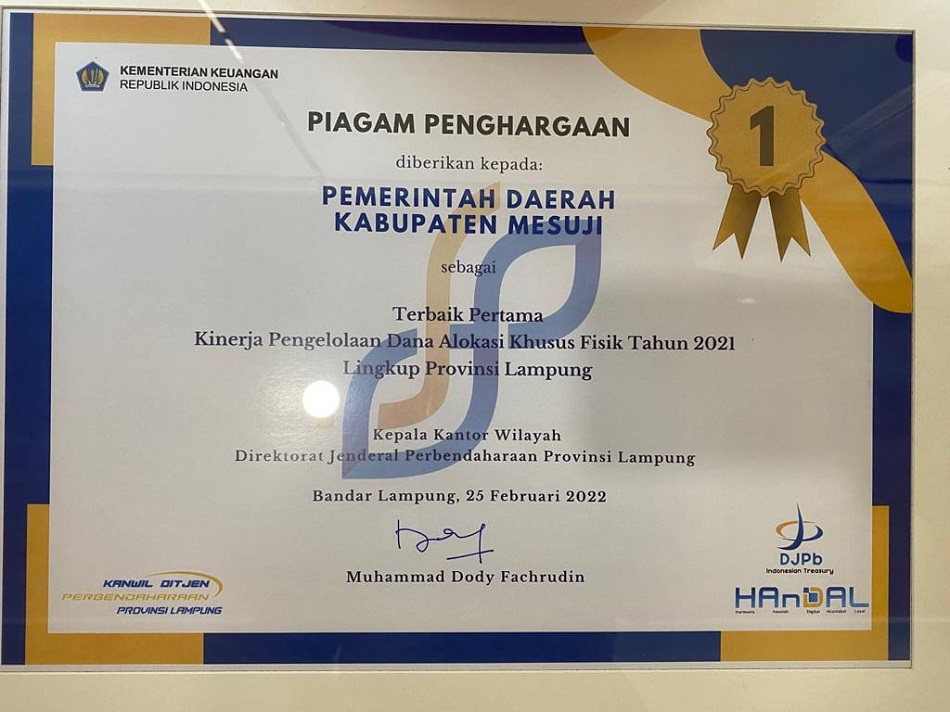 KEMENTERIAN KEUANGAN
REPUBLIK INDONESIA
1
PIAGAM PENGHARGAAN
diberikan kepada:
PEMERINTAH DAERAH
KABUPATEN MESUJI
sebagai
Terbaik Pertama
Kinerja Pengelolaan Dana Alokasi Khusus Fisik Tahun 2021
Lingkup Provinsi Lampung
Kepala Kantor Wilayah
Direktorat Jenderal Perbendaharaan Provinsi Lampung
Bandar Lampung, 25 Februari 2022
Muhammad Dody Fachrudin
KANWIL DITJEN
PERBENDAHARAAN
PROVINSI LAMPUNG
DJPb
Indonesian Treasury
HAnDAL
Digital